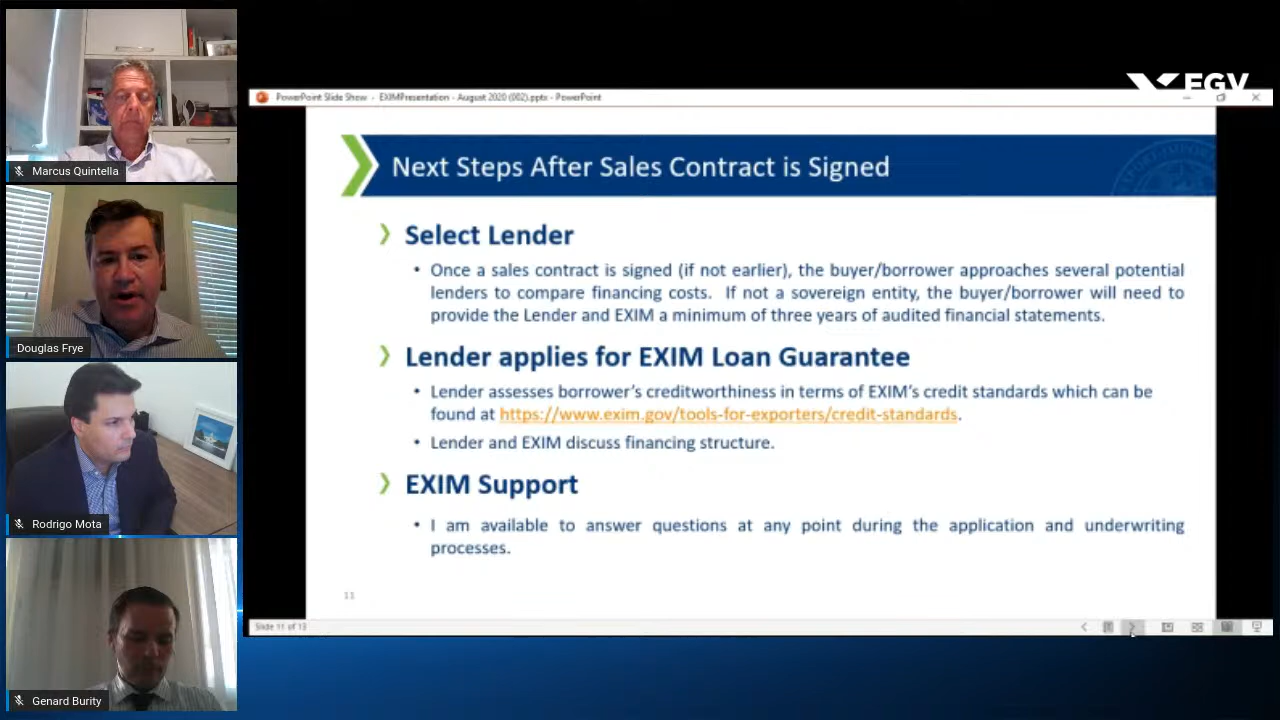 FGV
PowerPoint Slide Show - EXIMPresentation - August 2020 (002).pptx - PowerPoint
Next Steps After Sales Contract is Signed
Select Lender
• Once a sales contract is signed (if not earlier), the buyer/borrower approaches several potential
lenders to compare financing costs. If not a sovereign entity, the buyer/borrower will need to
provide the Lender and EXIM a minimum of three years of audited financial statements.
Lender applies for EXIM Loan Guarantee
• Lender assesses borrower's creditworthiness in terms of EXIM's credit standards which can be
found at https://www.exim.gov/tools-for-exporters/credit-standards.
• Lender and EXIM discuss financing structure.
EXIM Support
• I am available to answer questions at any point during the application and underwriting
processes.
11
Slide 11 of 13
Marcus Quintella
Douglas Frye
Rodrigo Mota
Genard Burity